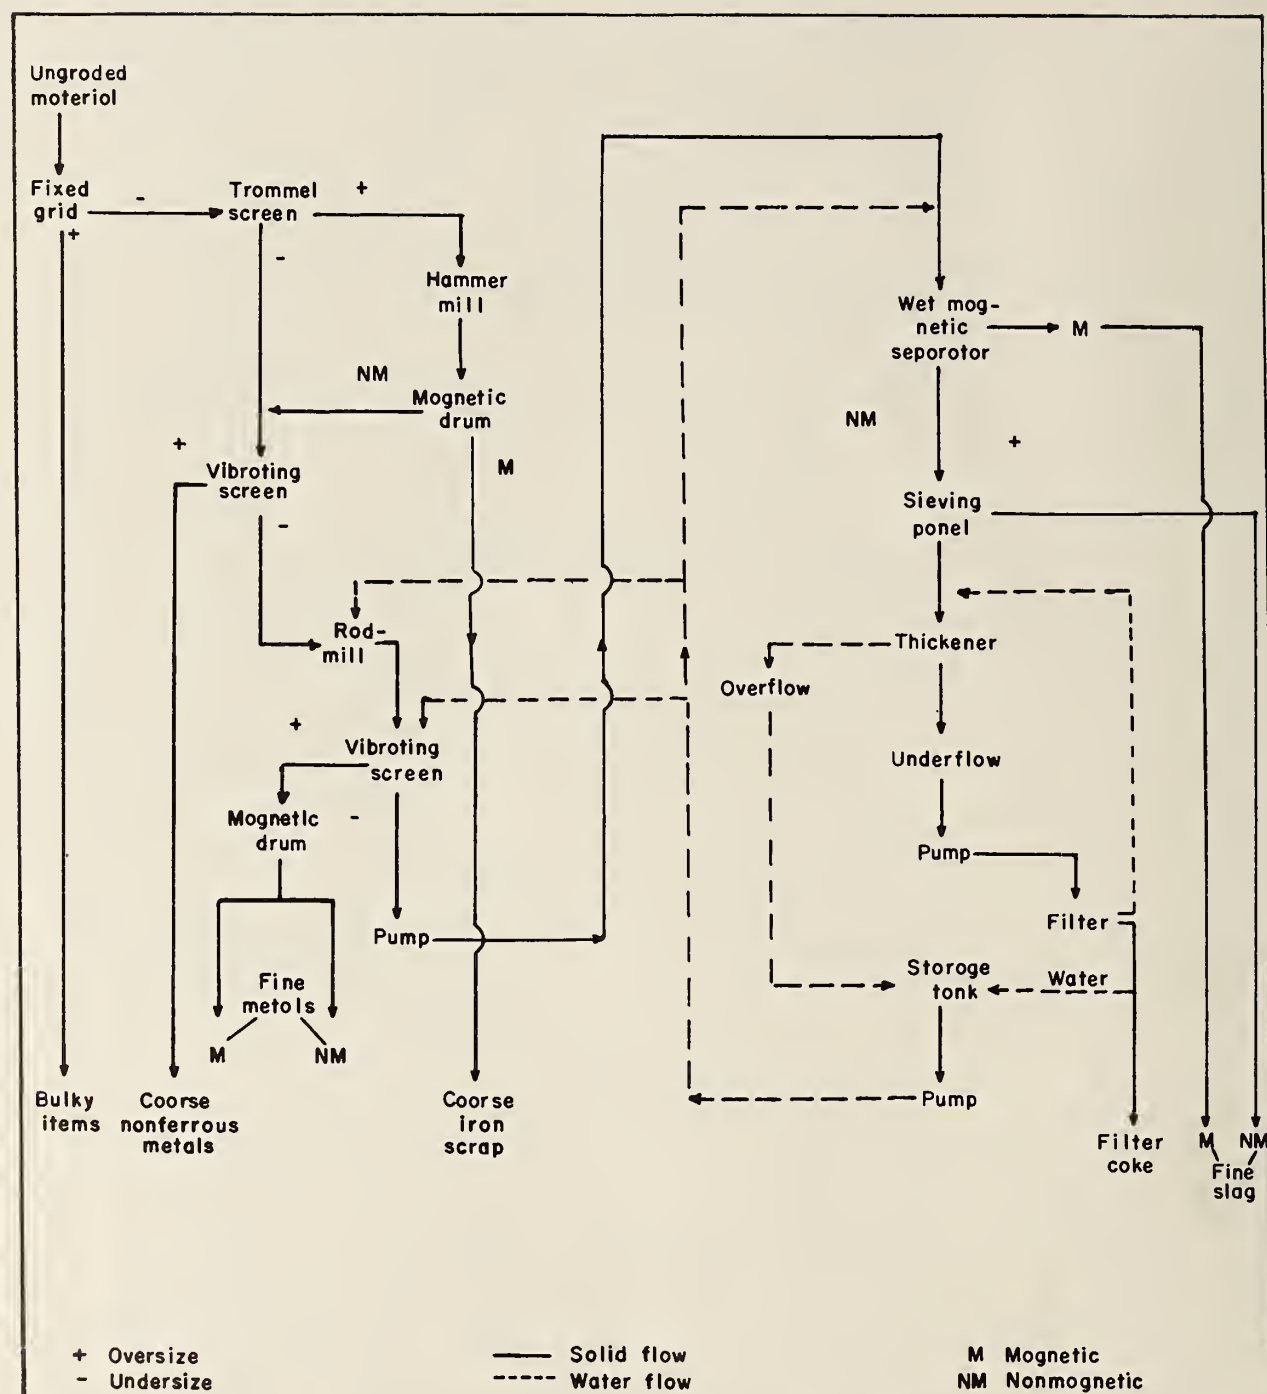 Ungroded
moteriol
Fixed
grid
-
+
Trommel
screen
+
-
Hammer
mill
NM
Mognetic
drum
M
+
Vibroting
screen
-
Rod-
mill
+
Vibroting
screen
-
Mognetic
drum
Pump
Fine
metols
M
NM
Bulky
items
Coorse
nonferrous
metals
Coorse
iron
scrap
Wet mog-
netic
seporotor
M
NM
+
Sieving
ponel
Thickener
Overflow
Underflow
Pump
Filter
Storoge
tonk
Water
Pump
Filter
coke
M
NM
Fine
slag
+ Oversize
- Undersize
Solid flow
Water flow
M Mognetic
NM Nonmognetic